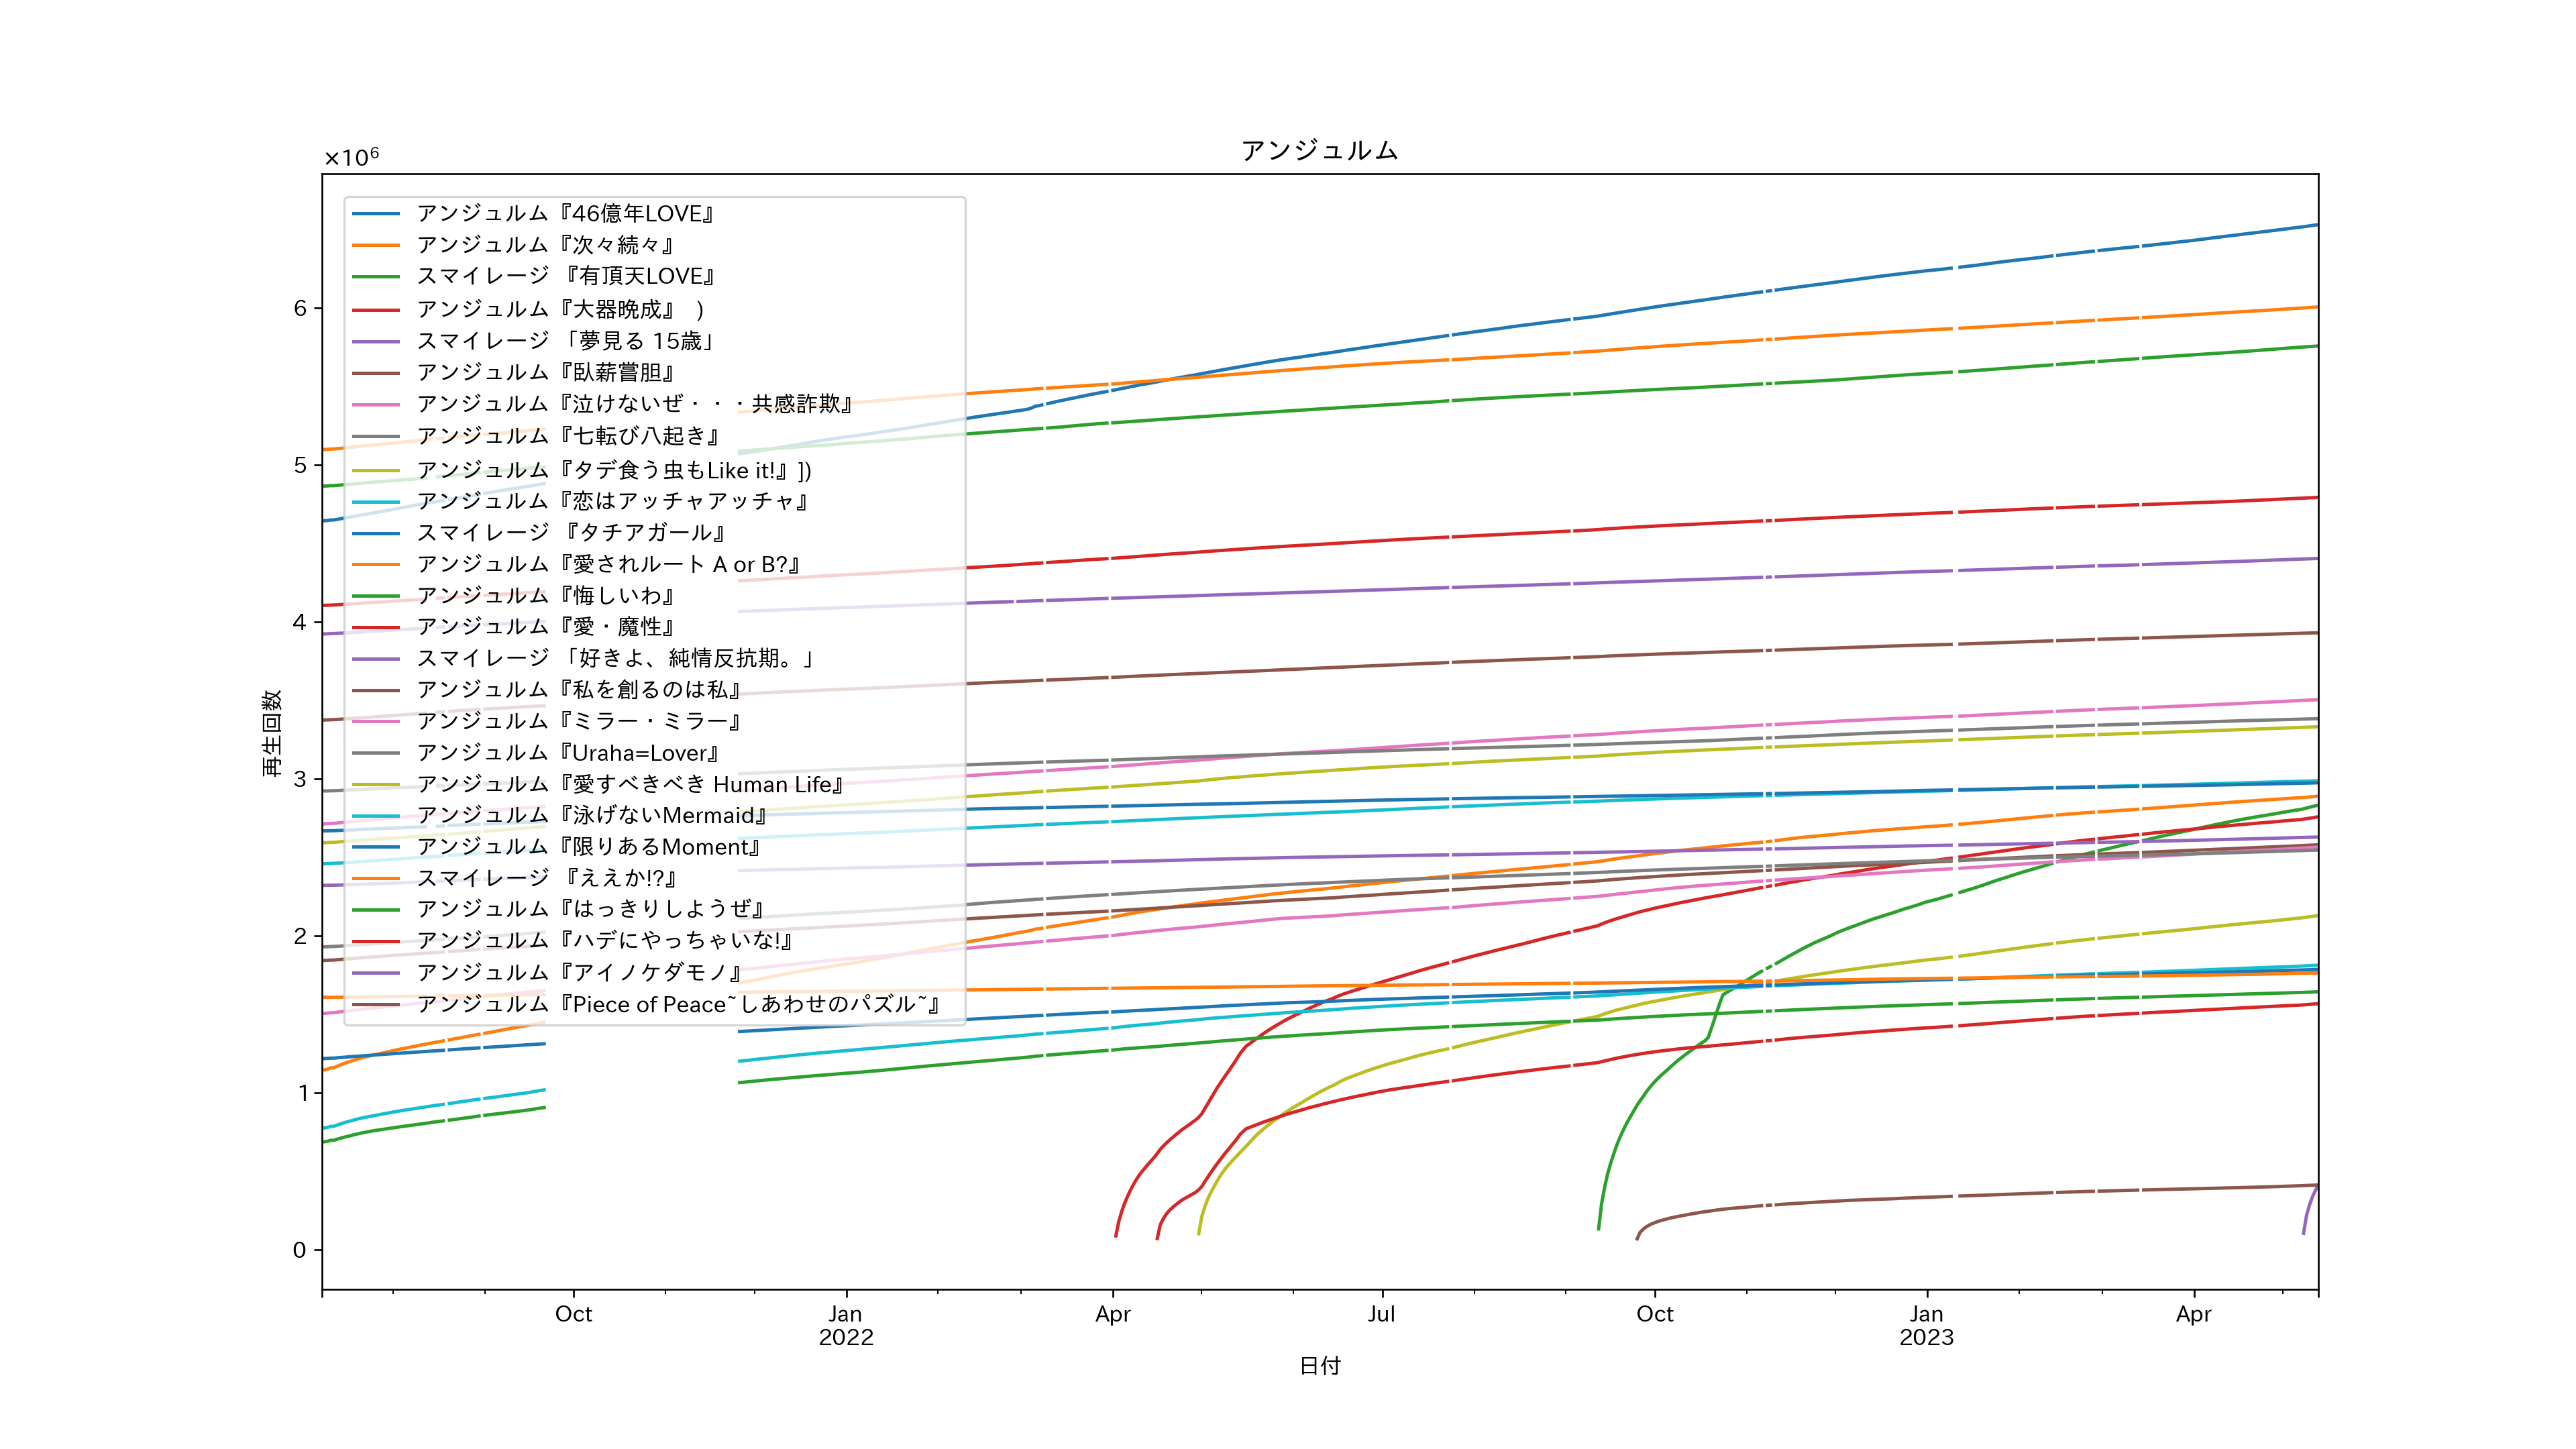 アンジュルム
×10⁶
アンジュルム『46億年LOVE』
アンジュルム『次々続々』
スマイレージ 『有頂天LOVE』
アンジュルム『大器晩成』 )
スマイレージ 「夢見る 15歳」
アンジュルム『臥薪嘗胆』
アンジュルム『泣けないぜ・・・共感詐欺』
アンジュルム『七転び八起き』
アンジュルム『タデ食う虫もLike it!』])
アンジュルム『恋はアッチャアッチャ』
スマイレージ 『タチアガール』
アンジュルム『愛されルート A or B?』
アンジュルム『悔しいわ』
アンジュルム『愛・魔性』
スマイレージ 「好きよ、純情反抗期。」
アンジュルム『私を創るのは私』
アンジュルム『ミラー・ミラー』
アンジュルム『Uraha=Lover』
アンジュルム『愛すべきべき Human Life』
アンジュルム『泳げないMermaid』
アンジュルム『限りあるMoment』
スマイレージ 『ええか!?』
アンジュルム『はっきりしようぜ』
アンジュルム『ハデにやっちゃいな!』
アンジュルム『アイノケダモノ』
アンジュルム『Piece of Peace~しあわせのパズル~』
6
5
4
3
2
1
0
再生回数
Oct Jan Apr Jul Oct Jan Apr
2022 2023
日付